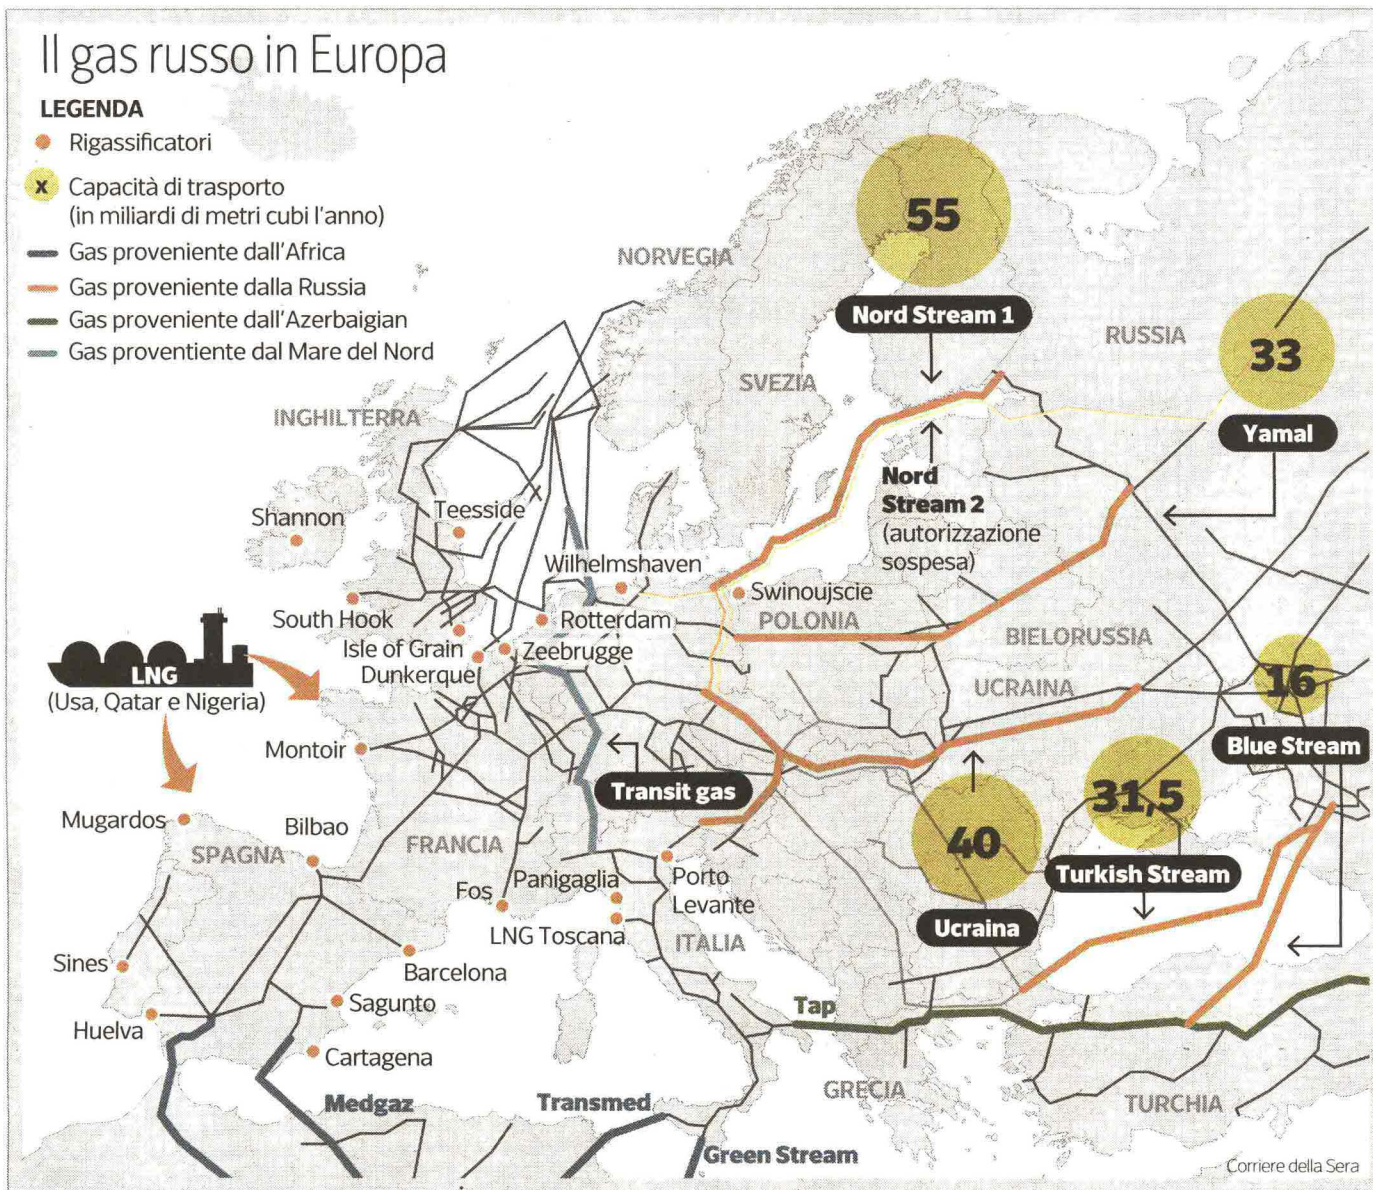 Il gas russo in Europa
LEGENDA
Rigassificatori
x Capacità di trasporto
(in miliardi di metri cubi l'anno)
Gas proveniente dall'Africa
Gas proveniente dalla Russia
Gas proveniente dall'Azerbaigian
Gas proventiente dal Mare del Nord
55
NORVEGIA
Nord Stream 1
RUSSIA
33
SVEZIA
INGHILTERRA
Yamal
Nord
Stream 2
(autorizzazione
sospesa)
Shannon
Teesside
Wilhelmshaven
Swinoujscie
South Hook
Rotterdam
POLONIA
Isle of Grain
Zeebrugge
BIELORUSSIA
Dunkerque
LNG
(Usa, Qatar e Nigeria)
UCRAINA
16
Montoir
Blue Stream
Transit gas
31,5
Mugardos
Bilbao
SPAGNA
FRANCIA
40
Turkish Stream
Fos
Panigaglia
Porto
Levante
LNG Toscana
ITALIA
Ucraina
Sines
Barcelona
Sagunto
Tap
Huelva
Cartagena
GRECIA
Medgaz
Transmed
TURCHIA
Green Stream
Corriere della Sera